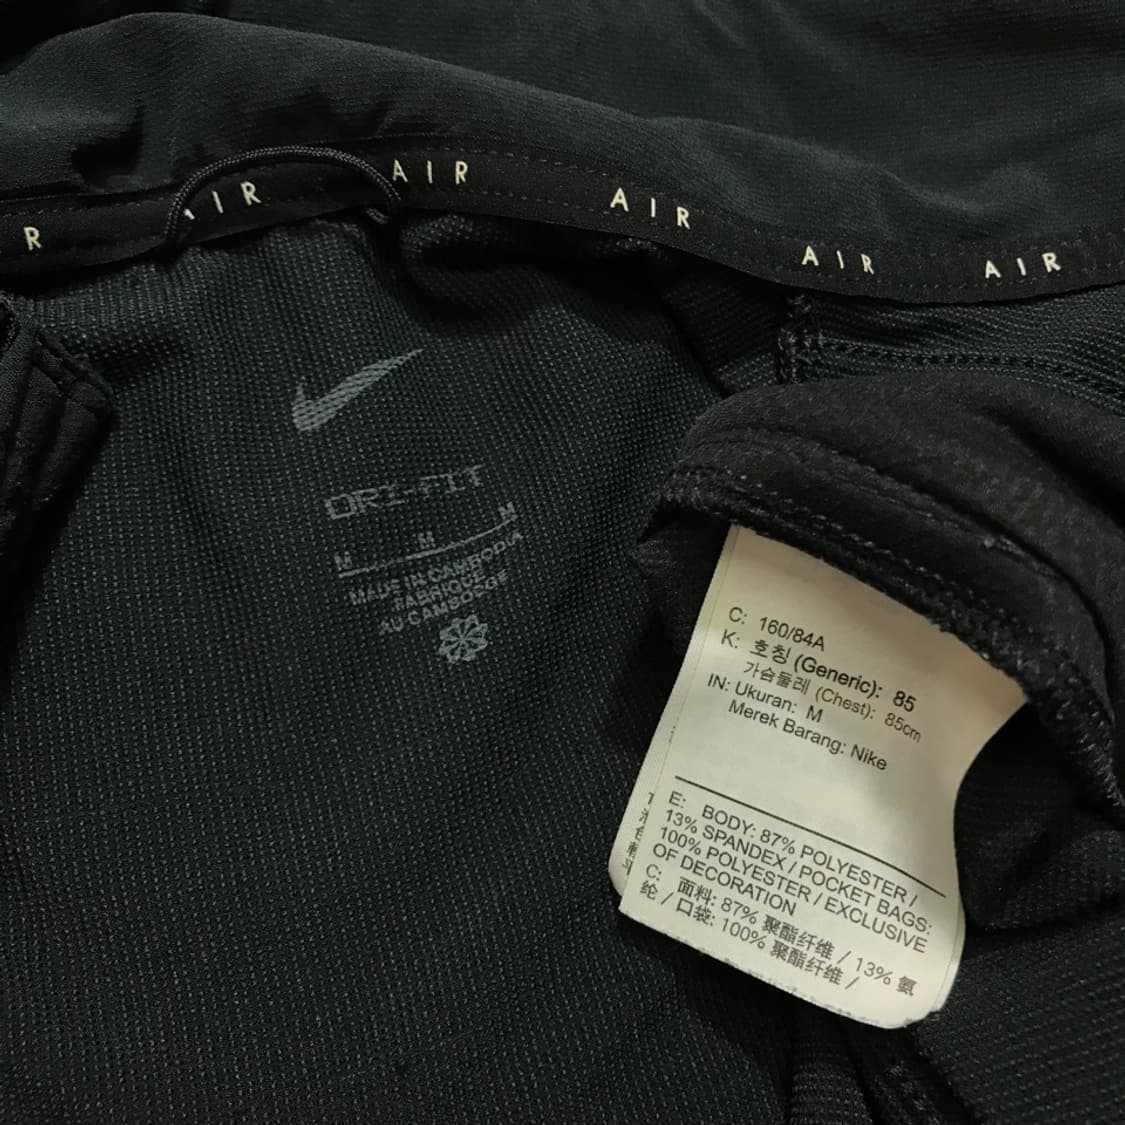 R
AIR
AIR
AIR
AIR
AIR
DRI-FIT
M M M
MADE IN CAMBODIA
FABRIQUÉ
AU CAMBODGE
C: 160/84A
K: 호칭 (Generic): 85
가슴둘레 (Chest): 85cm
IN: Ukuran: M
Merek Barang: Nike
E: BODY: 87% POLYESTER /
13% SPANDEX / POCKET BAGS:
100% POLYESTER / EXCLUSIVE
OF DECORATION
C: 面料: 87% 聚酯纤维 / 13% 氨
纶 / 口袋: 100% 聚酯纤维 /